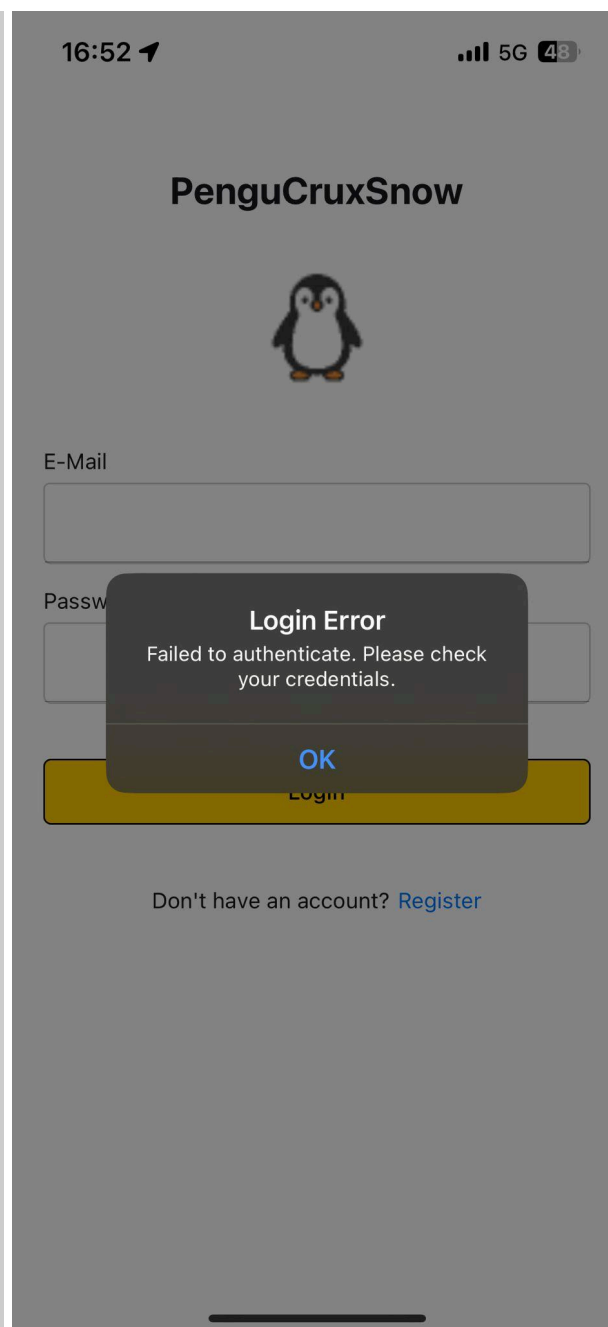 16:52
5G 48
PenguCruxSnow
E-Mail
Passw
Login Error
Failed to authenticate. Please check
your credentials.
OK
Login
Don't have an account? Register